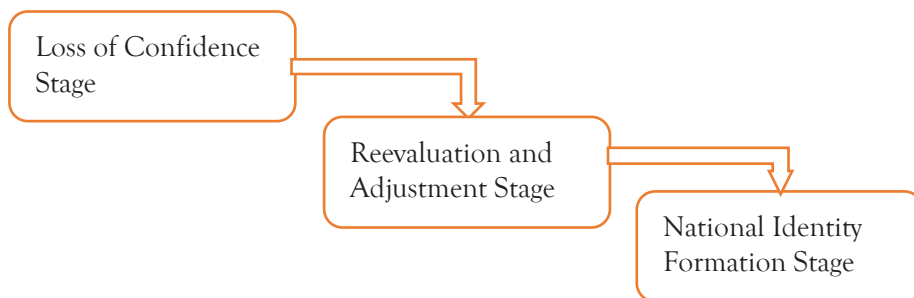 Loss of Confidence
Stage
Reevaluation and
Adjustment Stage
National Identity
Formation Stage